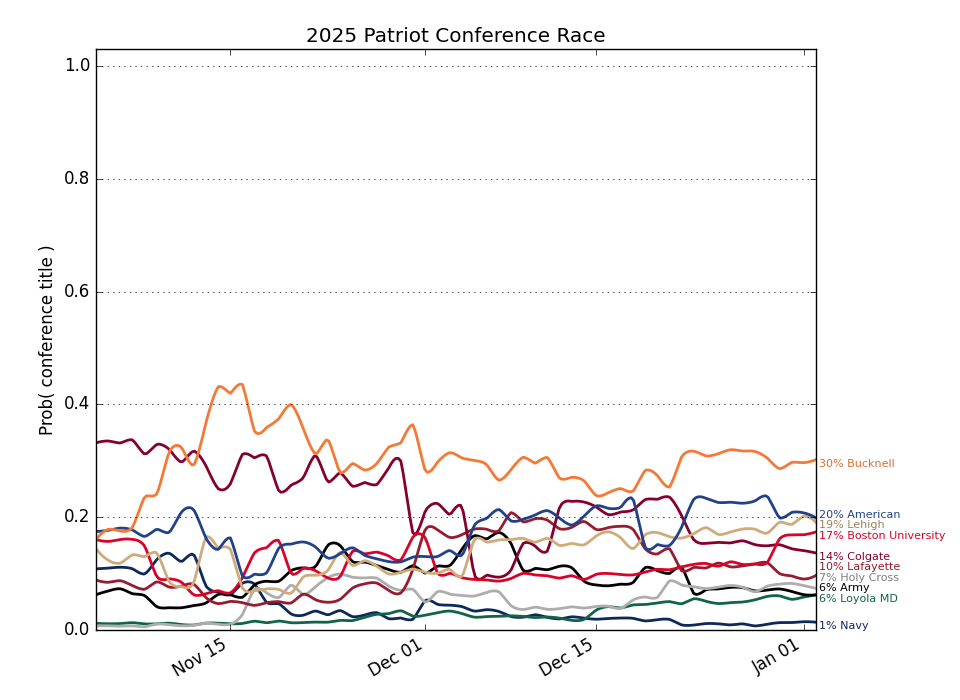 2025 Patriot Conference Race
1.0
0.8
0.6
0.4
0.2
0.0
Prob( conference title )
Nov 15
Dec 01
Dec 15
Jan 01
30% Bucknell
20% American
19% Lehigh
17% Boston University
14% Colgate
10% Lafayette
7% Holy Cross
6% Army
6% Loyola MD
1% Navy